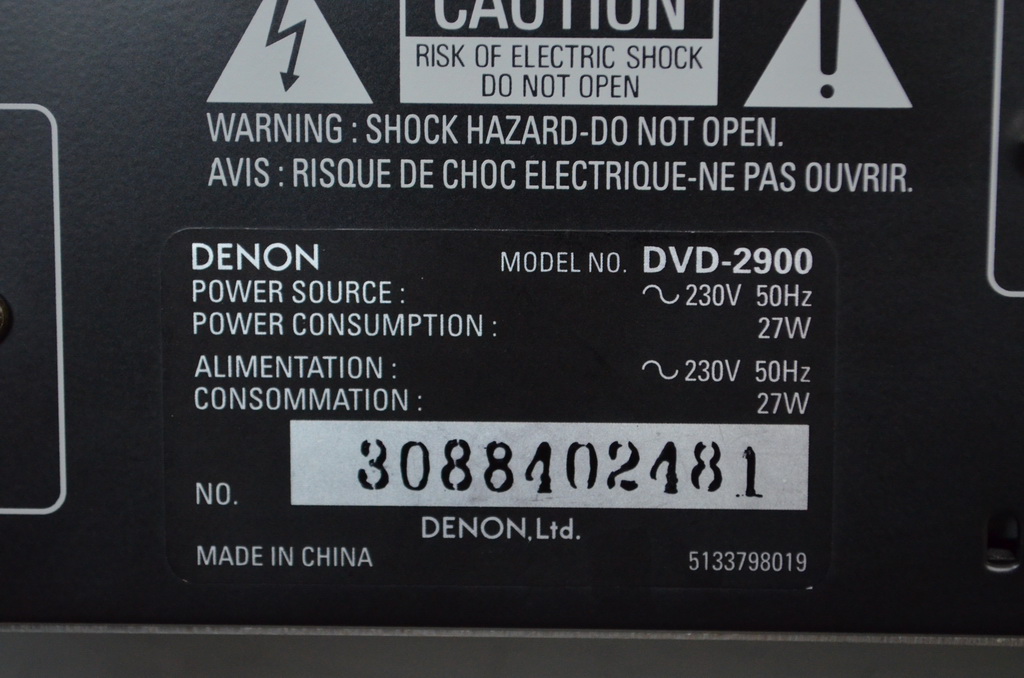 CAUTION
RISK OF ELECTRIC SHOCK
DO NOT OPEN
WARNING : SHOCK HAZARD-DO NOT OPEN.
AVIS : RISQUE DE CHOC ELECTRIQUE-NE PAS OUVRIR.
DENON MODEL NO. DVD-2900
POWER SOURCE : ~ 230V 50Hz
POWER CONSUMPTION : 27W
ALIMENTATION : ~ 230V 50Hz
CONSOMMATION : 27W
NO. 3088402481
DENON, Ltd.
MADE IN CHINA 5133798019